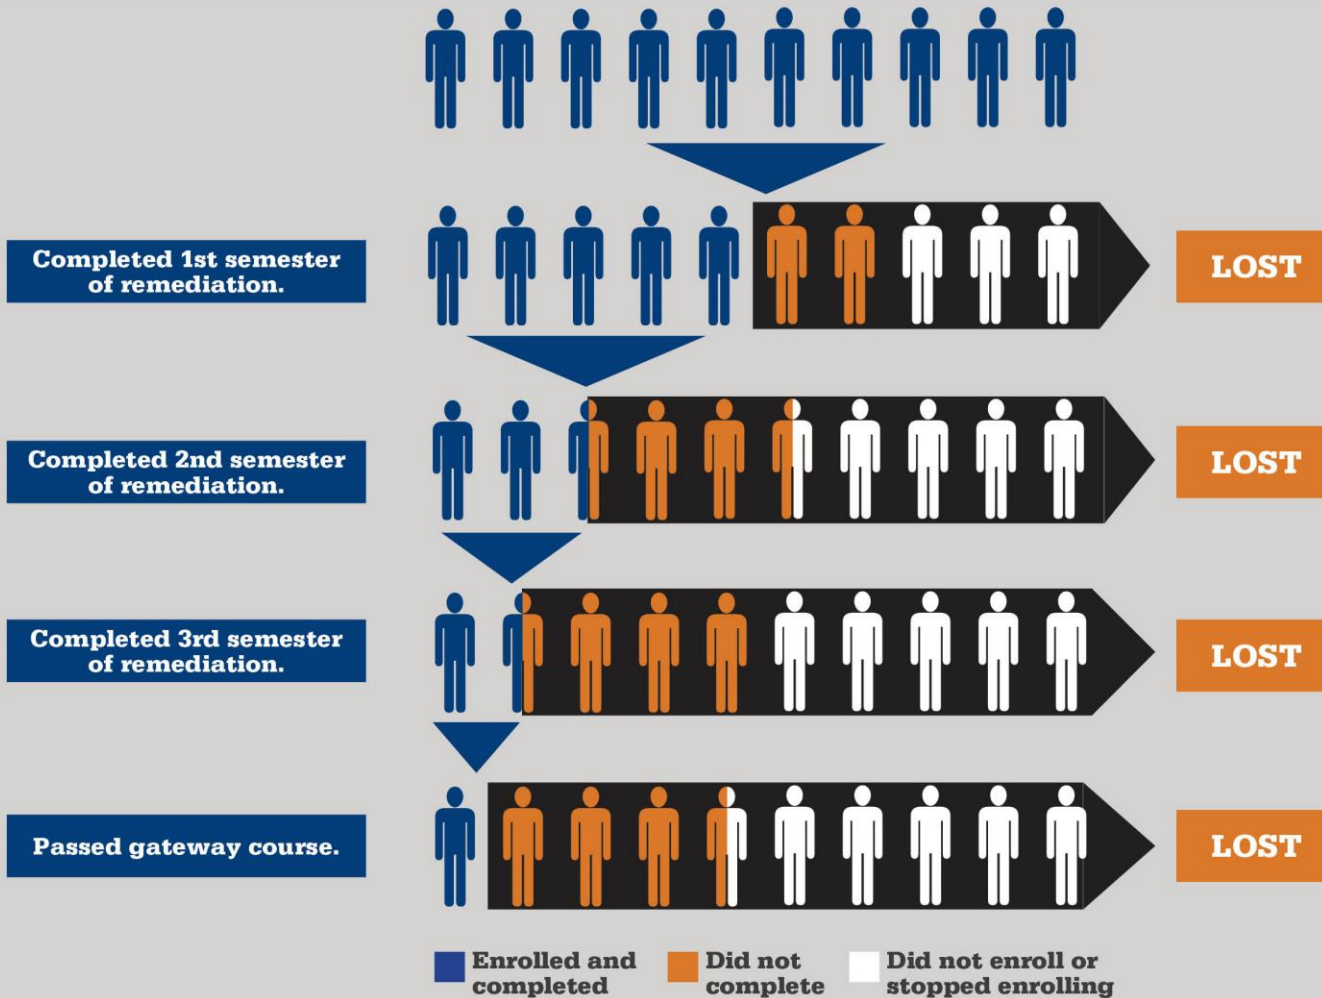 Completed 1st semester
of remediation.
LOST
Completed 2nd semester
of remediation.
LOST
Completed 3rd semester
of remediation.
LOST
Passed gateway course.
LOST
Enrolled and
completed
Did not
complete
Did not enroll or
stopped enrolling